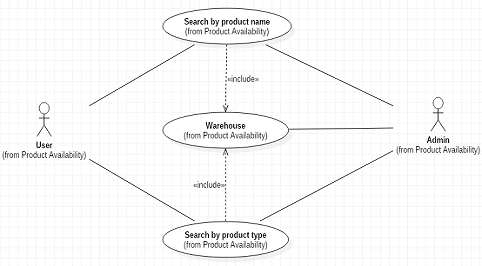 Search by product name
(from Product Availability)
«include»
Warehouse
(from Product Availability)
User
(from Product Availability)
Admin
(from Product Availability)
«include»
Search by product type
(from Product Availability)